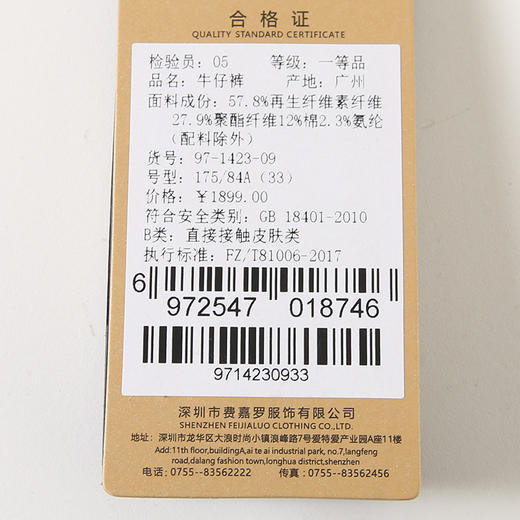 合格证
QUALITY STANDARD CERTIFICATE
检验员：05 等级：一等品
品名：牛仔裤 产地：广州
面料成份：57.8%再生纤维素纤维
27.9%聚酯纤维12%棉2.3%氨纶
（配料除外）
货号：97-1423-09
号型：175/84A（33）
价格：￥1899.00
符合安全类别：GB 18401-2010
B类：直接接触皮肤类
执行标准：FZ/T81006-2017
6 972547 018746
9714230933
深圳市费嘉罗服饰有限公司
SHENZHEN FEIJIALUO CLOTHING CO.,LTD.
地址：深圳市龙华区大浪时尚小镇浪峰路7号爱特爱产业园A座11楼
Add:11th floor,buildingA,ai te ai industrial park, no.7,langfeng
road,dalang fashion town,longhua district,shenzhen
电话：0755--83562222 传真：0755--83562456